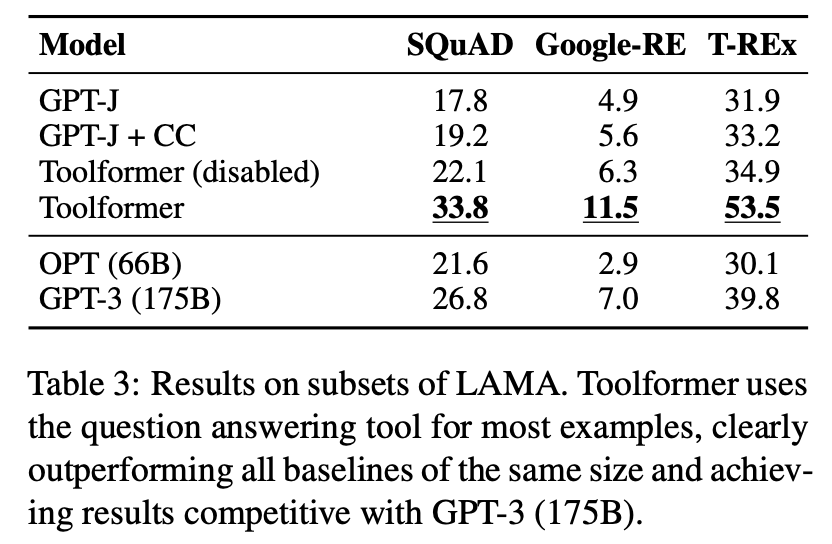 Model SQuAD Google-RE T-REx
GPT-J 17.8 4.9 31.9
GPT-J + CC 19.2 5.6 33.2
Toolformer (disabled) 22.1 6.3 34.9
Toolformer 33.8 11.5 53.5
OPT (66B) 21.6 2.9 30.1
GPT-3 (175B) 26.8 7.0 39.8
Table 3: Results on subsets of LAMA. Toolformer uses
the question answering tool for most examples, clearly
outperforming all baselines of the same size and achiev-
ing results competitive with GPT-3 (175B).